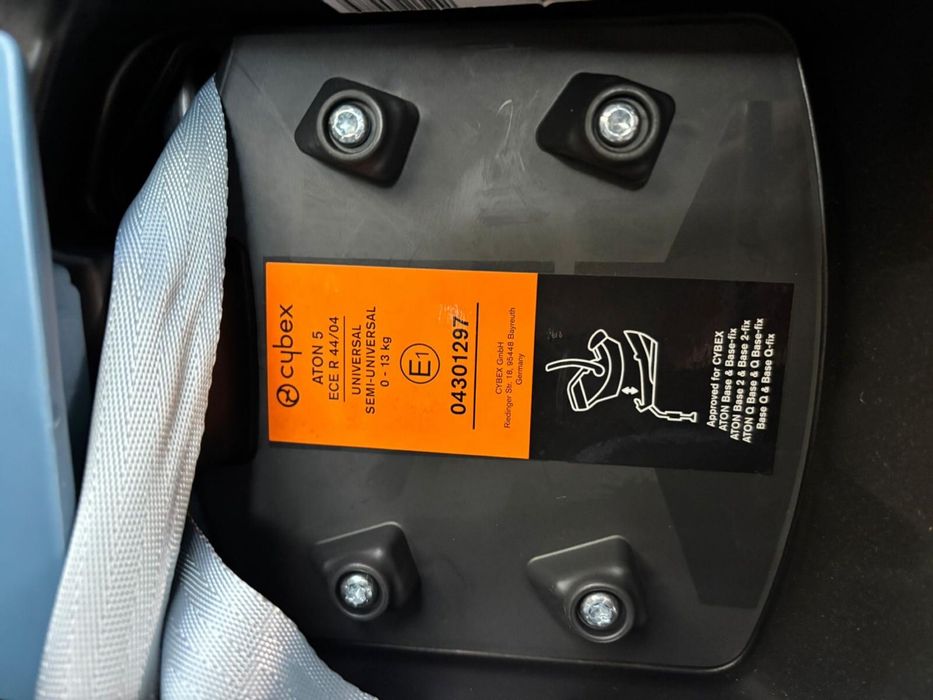 cybex
ATON 5
ECE R 44/04
UNIVERSAL
SEMI-UNIVERSAL
0 - 13 kg
E1
04301297
CYBEX GmbH
Riedinger Str. 18, 95448 Bayreuth
Germany
Approved for CYBEX
ATON Base & Base-fix
ATON Base 2 & Base 2-fix
ATON Q Base & Q Base-fix
Base Q & Base Q-fix